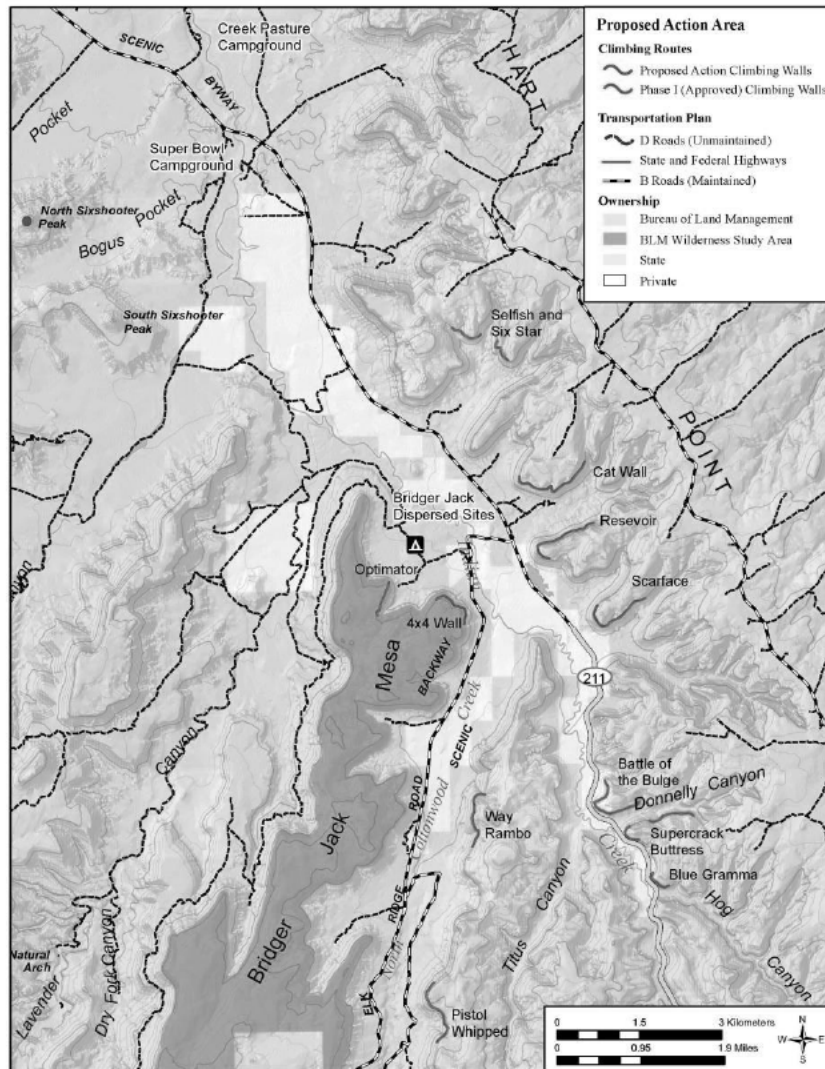 Creek Pasture
Campground
SCENIC
BYWAY
HART
POINT
Pocket
Super Bowl
Campground
North Sixshooter
Peak
Bogus Pocket
South Sixshooter
Peak
Selfish and
Six Star
Cat Wall
Bridger Jack
Dispersed Sites
Resevoir
Optimator
Indian
Scarface
4x4 Wall
Mesa
BACKWAY
211
Canyon
Canyon
SCENIC
Creek
Battle of
the Bulge
Donnelly Canyon
ROAD
Cottonwood
Way
Rambo
Jack
Supercrack
Buttress
Creek
Blue Gramma
Hog
Canyon
RIDGE
Titus Canyon
Bridger
North
Natural
Arch
Lavender
Dry Fork Canyon
ELK
Pistol
Whipped
Proposed Action Area
Climbing Routes
Proposed Action Climbing Walls
Phase I (Approved) Climbing Walls
Transportation Plan
D Roads (Unmaintained)
State and Federal Highways
B Roads (Maintained)
Ownership
Bureau of Land Management
BLM Wilderness Study Area
State
Private
0 1.5 3 Kilometers
0 0.95 1.9 Miles
N
W E
S